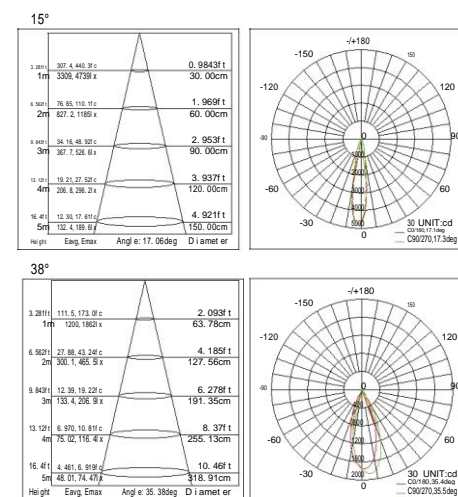 15°
3. 281ft 307. 4, 440. 3fc 0. 9843ft
1m 3309, 4739lx 30. 00cm
6. 562ft 76. 85, 110. 1fc 1. 969ft
2m 827. 2, 1185lx 60. 00cm
9. 843ft 34. 16, 48. 92fc 2. 953ft
3m 367. 7, 526. 6lx 90. 00cm
13. 12ft 19. 21, 27. 52fc 3. 937ft
4m 206. 8, 296. 2lx 120. 00cm
16. 4ft 12. 30, 17. 61fc 4. 921ft
5m 132. 4, 189. 6lx 150. 00cm
Height Eavg, Emax Angle: 17. 06deg Diameter
-/+180
-150 150
-120 120
-90 0 90
-60 60
-30 30 UNIT:cd
0
C0/180,17.1deg
C90/270,17.3deg
38°
3. 281ft 111. 5, 173. 0fc 2. 093ft
1m 1200, 1862lx 63. 78cm
6. 562ft 27. 88, 43. 24fc 4. 185ft
2m 300. 1, 465. 5lx 127. 56cm
9. 843ft 12. 39, 19. 22fc 6. 278ft
3m 133. 4, 206. 9lx 191. 35cm
13. 12ft 6. 970, 10. 81fc 8. 37ft
4m 75. 02, 116. 4lx 255. 13cm
16. 4ft 4. 461, 6. 919fc 10. 46ft
5m 48. 01, 74. 47lx 318. 91cm
Height Eavg, Emax Angle: 35. 38deg Diameter
-/+180
-150 150
-120 120
-90 0 90
-60 60
2000
-30 30 UNIT:cd
0
C0/180,35.4deg
C90/270,35.5deg